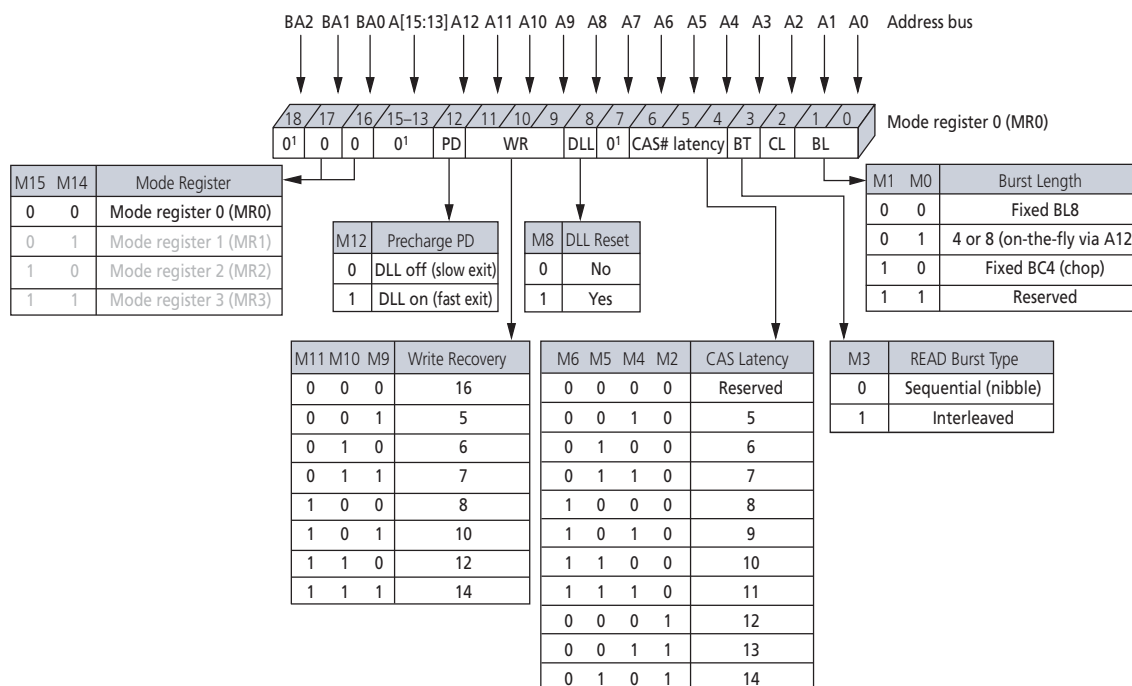 BA2 BA1 BA0 A[15:13] A12 A11 A10 A9 A8 A7 A6 A5 A4 A3 A2 A1 A0 Address bus
18 17 16 15–13 12 11 10 9 8 7 6 5 4 3 2 1 0
Mode register 0 (MR0)
0¹ 0 0 0¹ PD WR DLL 0¹ CAS# latency BT CL BL
M15 M14 Mode Register
0 0 Mode register 0 (MR0)
0 1 Mode register 1 (MR1)
1 0 Mode register 2 (MR2)
1 1 Mode register 3 (MR3)
M12 Precharge PD
0 DLL off (slow exit)
1 DLL on (fast exit)
M8 DLL Reset
0 No
1 Yes
M1 M0 Burst Length
0 0 Fixed BL8
0 1 4 or 8 (on-the-fly via A12
1 0 Fixed BC4 (chop)
1 1 Reserved
M11 M10 M9 Write Recovery
0 0 0 16
0 0 1 5
0 1 0 6
0 1 1 7
1 0 0 8
1 0 1 10
1 1 0 12
1 1 1 14
M6 M5 M4 M2 CAS Latency
0 0 0 0 Reserved
0 0 1 0 5
0 1 0 0 6
0 1 1 0 7
1 0 0 0 8
1 0 1 0 9
1 1 0 0 10
1 1 1 0 11
0 0 0 1 12
0 0 1 1 13
0 1 0 1 14
M3 READ Burst Type
0 Sequential (nibble)
1 Interleaved